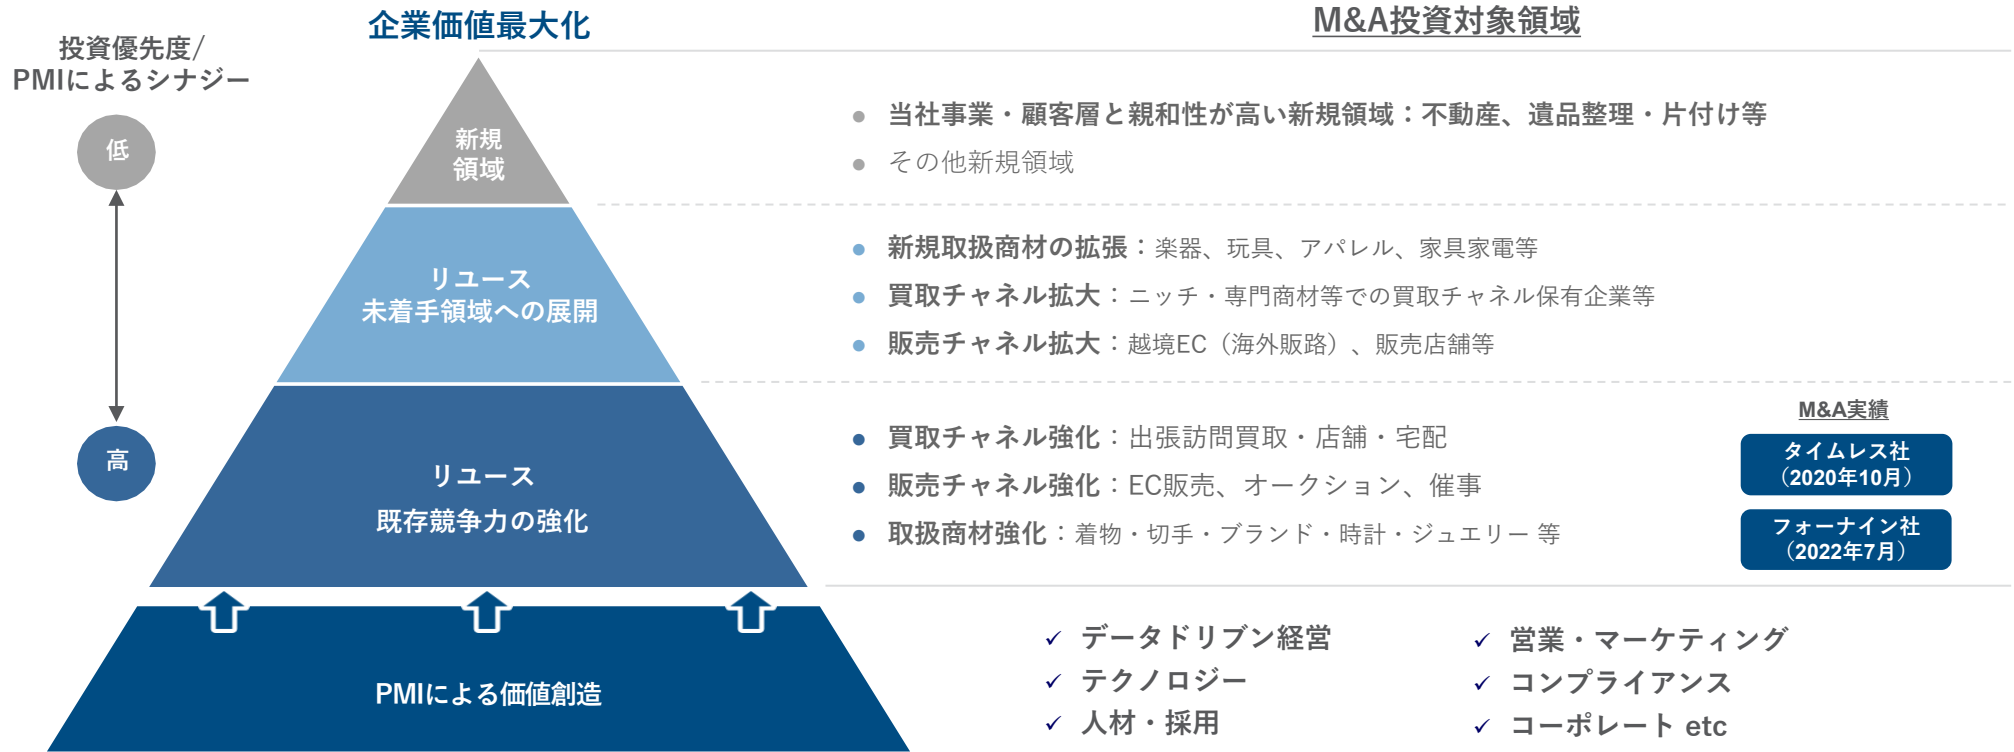 企業価値最大化
M&A投資対象領域
投資優先度/
PMIによるシナジー
低
高
新規
領域
● 当社事業・顧客層と親和性が高い新規領域：不動産、遺品整理・片付け等
● その他新規領域
リユース
未着手領域への展開
● 新規取扱商材の拡張：楽器、玩具、アパレル、家具家電等
● 買取チャネル拡大：ニッチ・専門商材等での買取チャネル保有企業等
● 販売チャネル拡大：越境EC（海外販路）、販売店舗等
リユース
既存競争力の強化
● 買取チャネル強化：出張訪問買取・店舗・宅配
● 販売チャネル強化：EC販売、オークション、催事
● 取扱商材強化：着物・切手・ブランド・時計・ジュエリー 等
M&A実績
タイムレス社
（2020年10月）
フォーナイン社
（2022年7月）
PMIによる価値創造
✓ データドリブン経営
✓ テクノロジー
✓ 人材・採用
✓ 営業・マーケティング
✓ コンプライアンス
✓ コーポレート etc